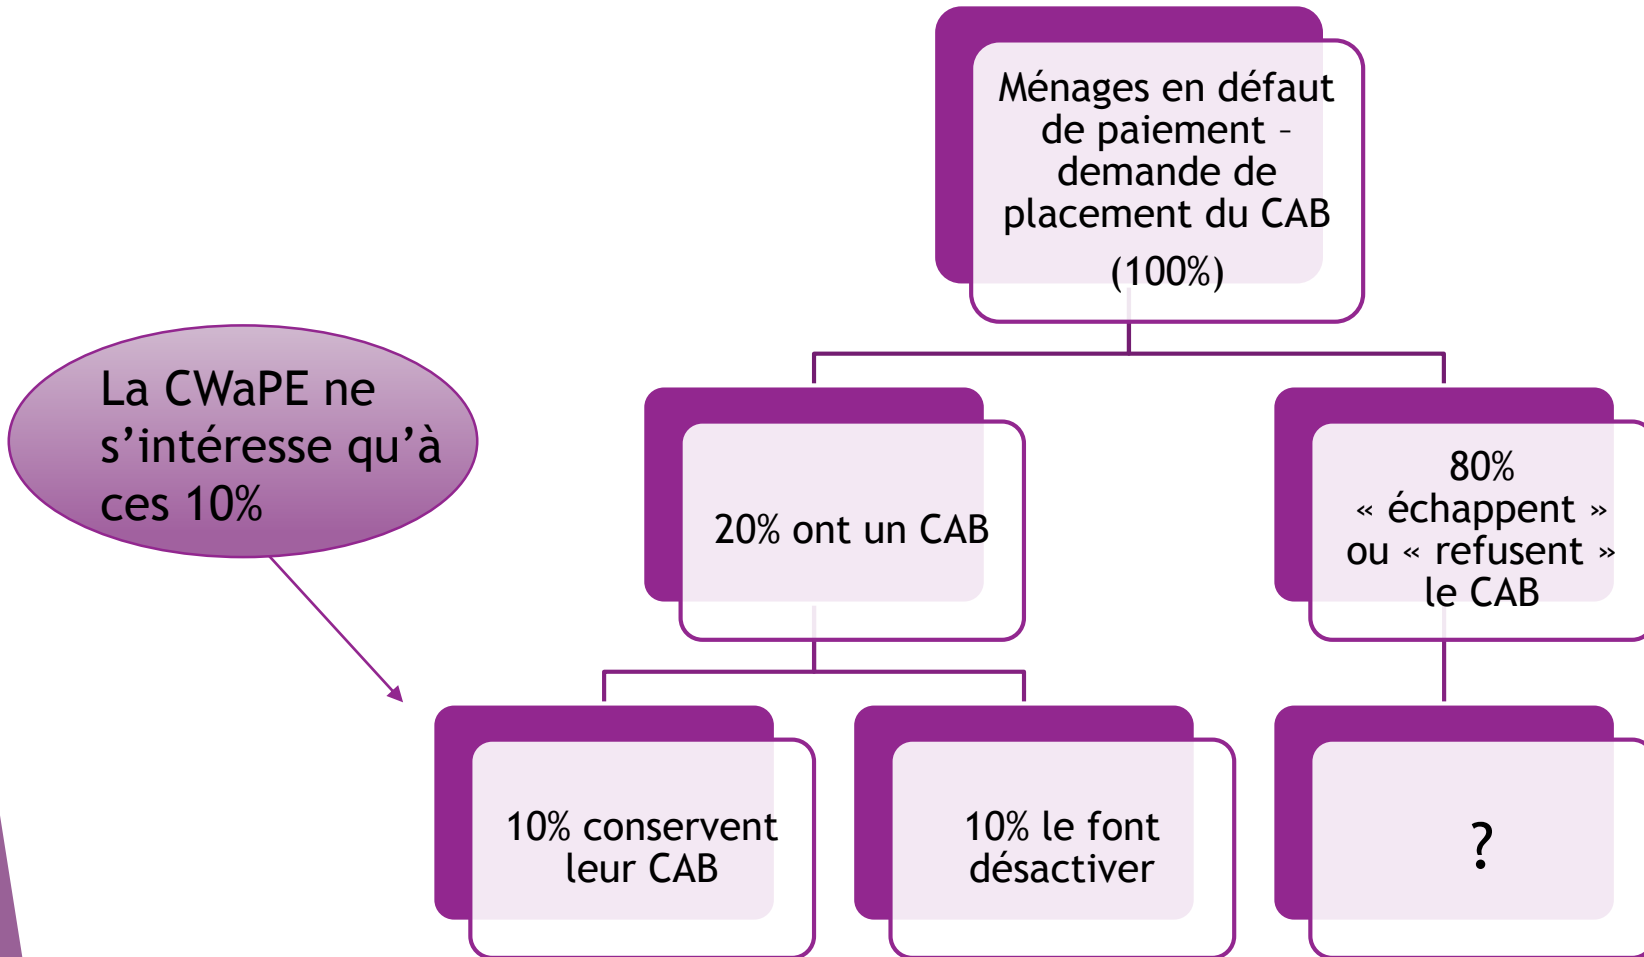 Ménages en défaut
de paiement –
demande de
placement du CAB
(100%)
La CWaPE ne
s’intéresse qu’à
ces 10%
20% ont un CAB
80%
« échappent »
ou « refusent »
le CAB
10% conservent
leur CAB
10% le font
désactiver
?